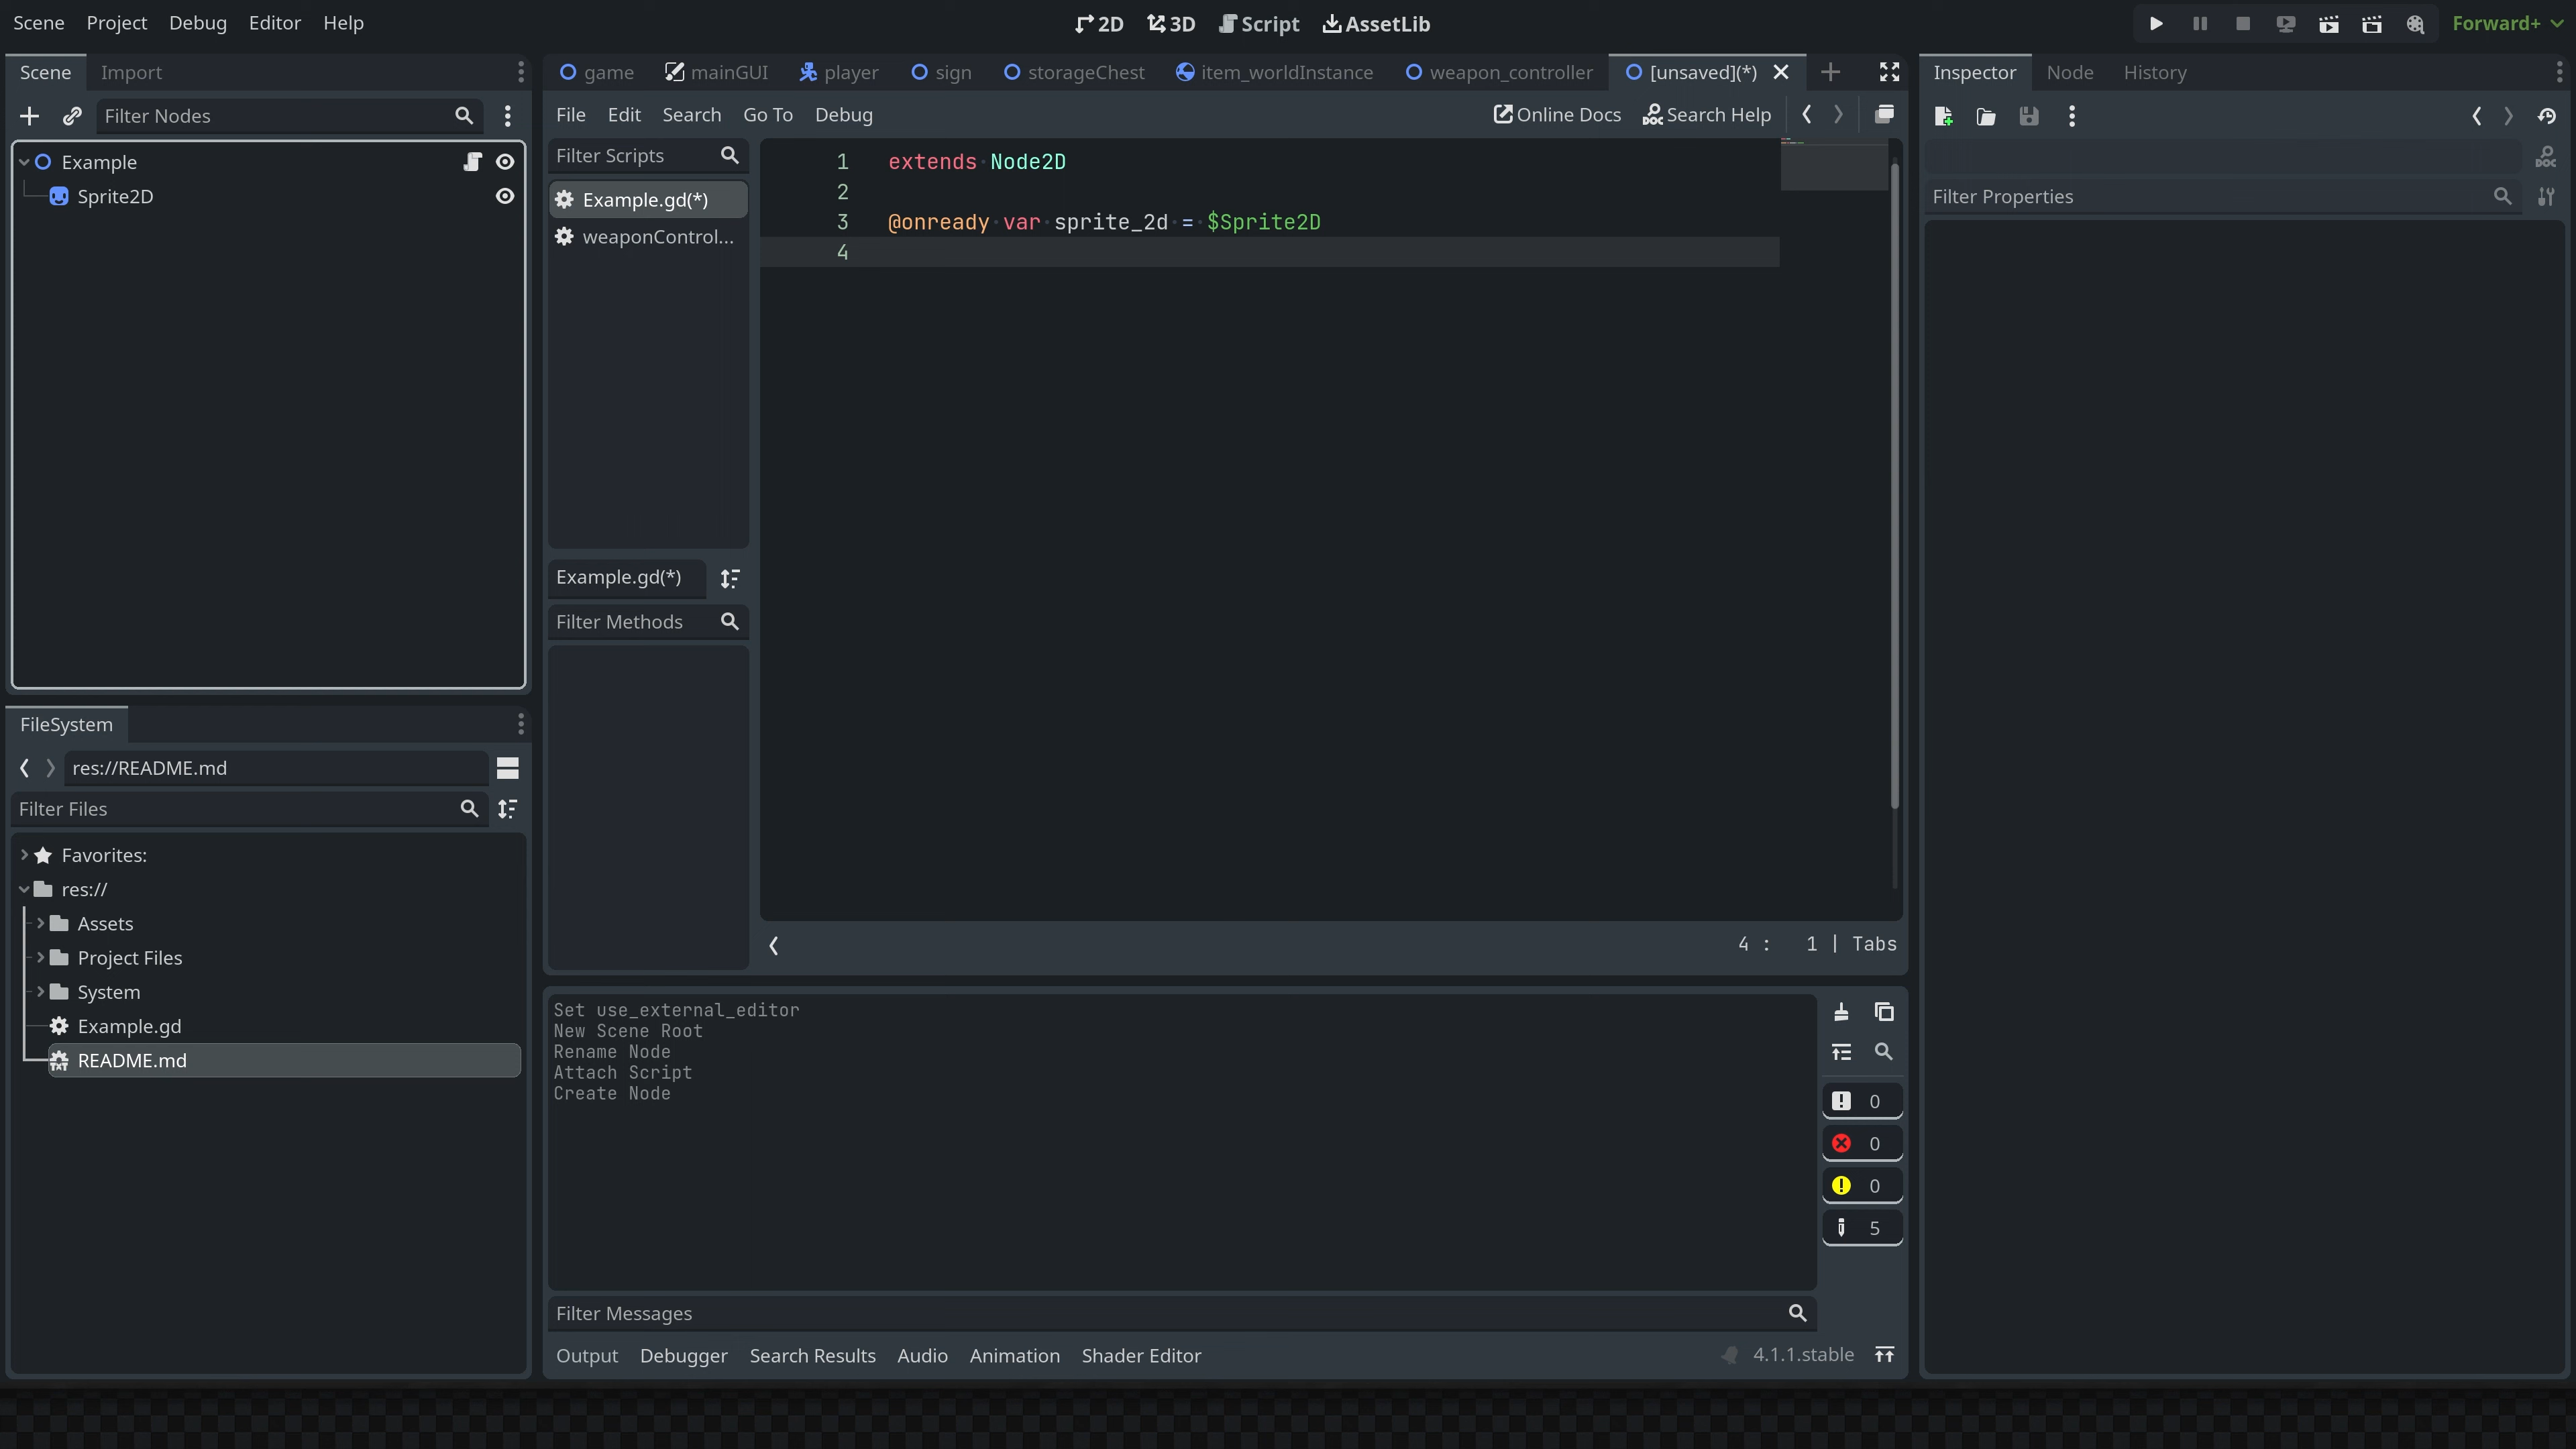 Scene Project Debug Editor Help
2D 3D Script AssetLib
Forward+
Scene Import
Filter Nodes
Example
Sprite2D
FileSystem
res://README.md
Filter Files
Favorites:
res://
Assets
Project Files
System
Example.gd
README.md
game mainGUI player sign storageChest item_worldInstance weapon_controller [unsaved](*)
File Edit Search Go To Debug
Online Docs Search Help
Filter Scripts
Example.gd(*)
weaponControl...
Example.gd(*)
Filter Methods
1 extends Node2D
2
3 @onready var sprite_2d = $Sprite2D
4
4 : 1 | Tabs
Set use_external_editor
New Scene Root
Rename Node
Attach Script
Create Node
0
0
0
5
Filter Messages
Output Debugger Search Results Audio Animation Shader Editor
4.1.1.stable
Inspector Node History
DOC
Filter Properties